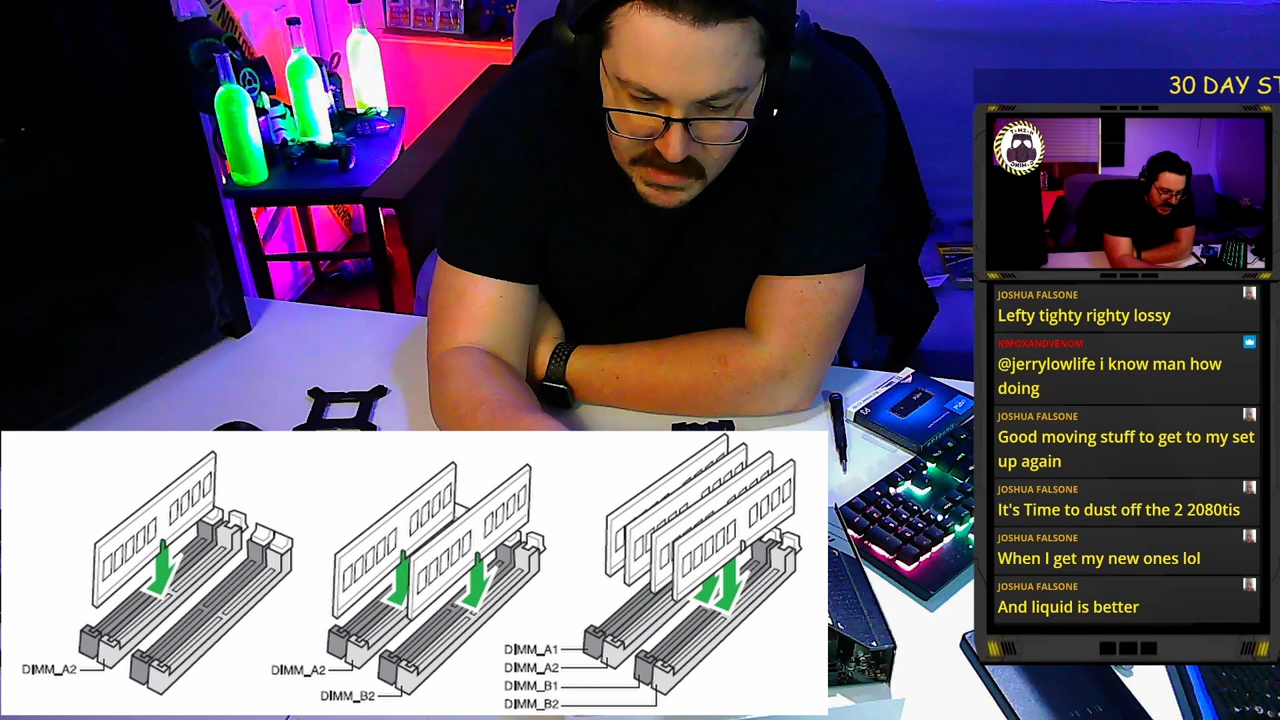 30 DAY ST
JOSHUA FALSONE
Lefty tighty righty lossy
K9FOXANDVENOM
@jerrylowlife i know man how
doing
JOSHUA FALSONE
Good moving stuff to get to my set
up again
JOSHUA FALSONE
It's Time to dust off the 2 2080tis
JOSHUA FALSONE
When I get my new ones lol
JOSHUA FALSONE
And liquid is better
DIMM_A2
DIMM_A2
DIMM_B2
DIMM_A1
DIMM_A2
DIMM_B1
DIMM_B2